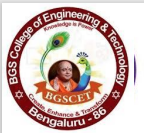 BGS College of Engineering & Technology
Knowledge is Power
BGSCET
Create, Enhance & Transform
Bengaluru - 86